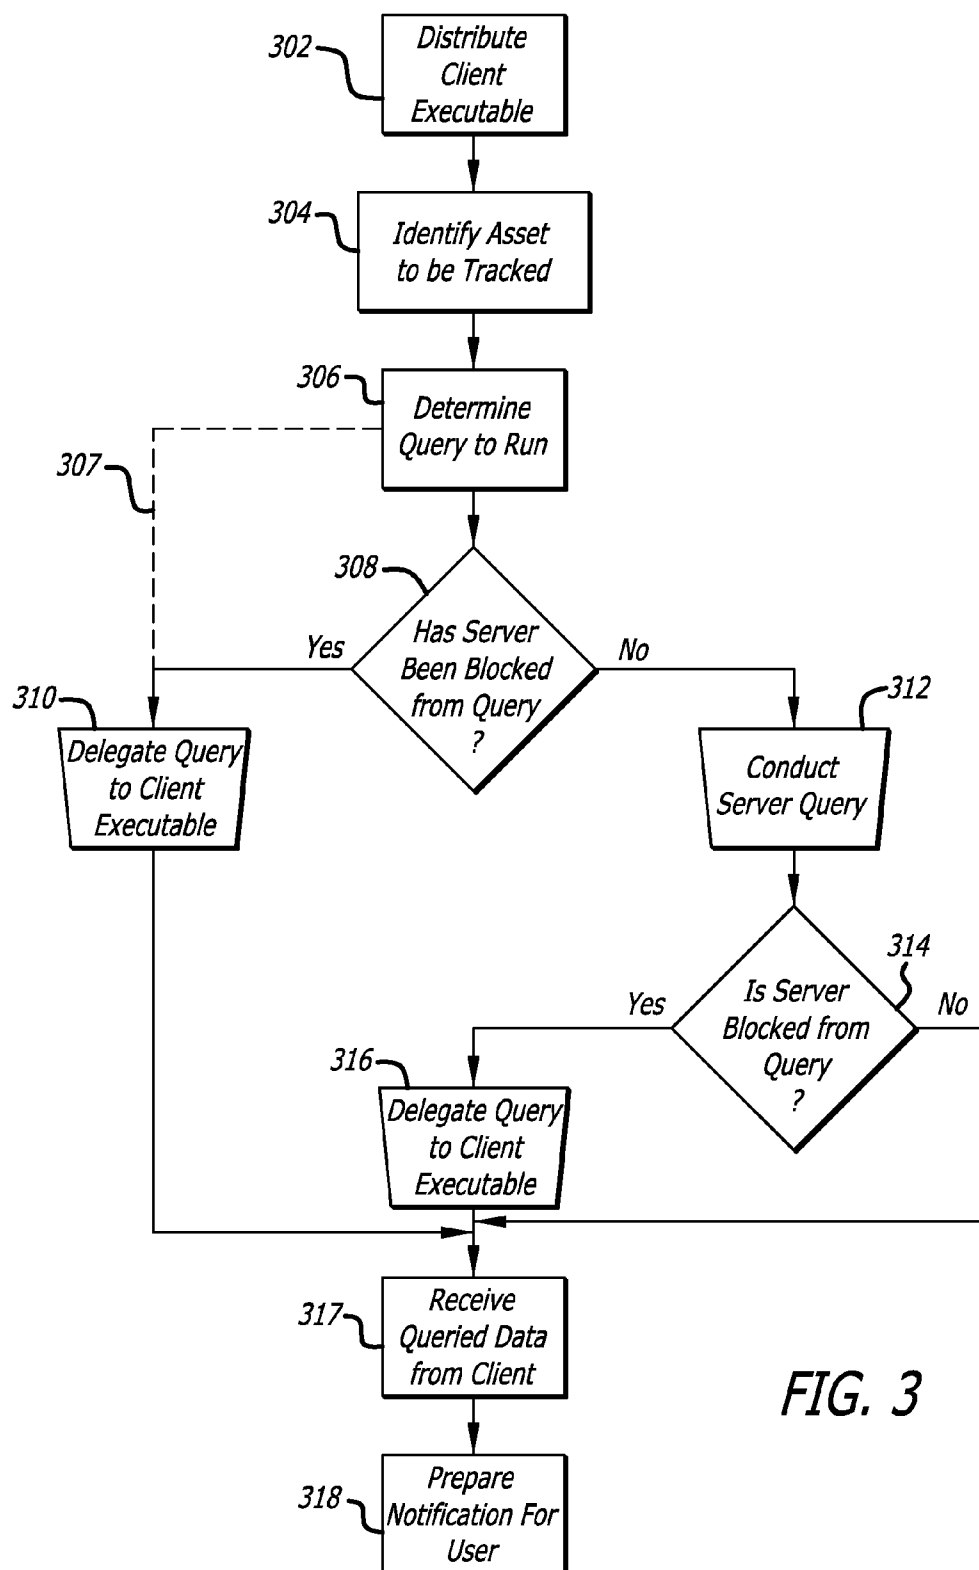 302
Distribute
Client
Executable
304
Identify Asset
to be Tracked
306
Determine
Query to Run
307
308
Has Server
Been Blocked
from Query
?
Yes
No
310
Delegate Query
to Client
Executable
312
Conduct
Server Query
314
Is Server
Blocked from
Query
?
Yes
No
316
Delegate Query
to Client
Executable
317
Receive
Queried Data
from Client
FIG. 3
318
Prepare
Notification For
User